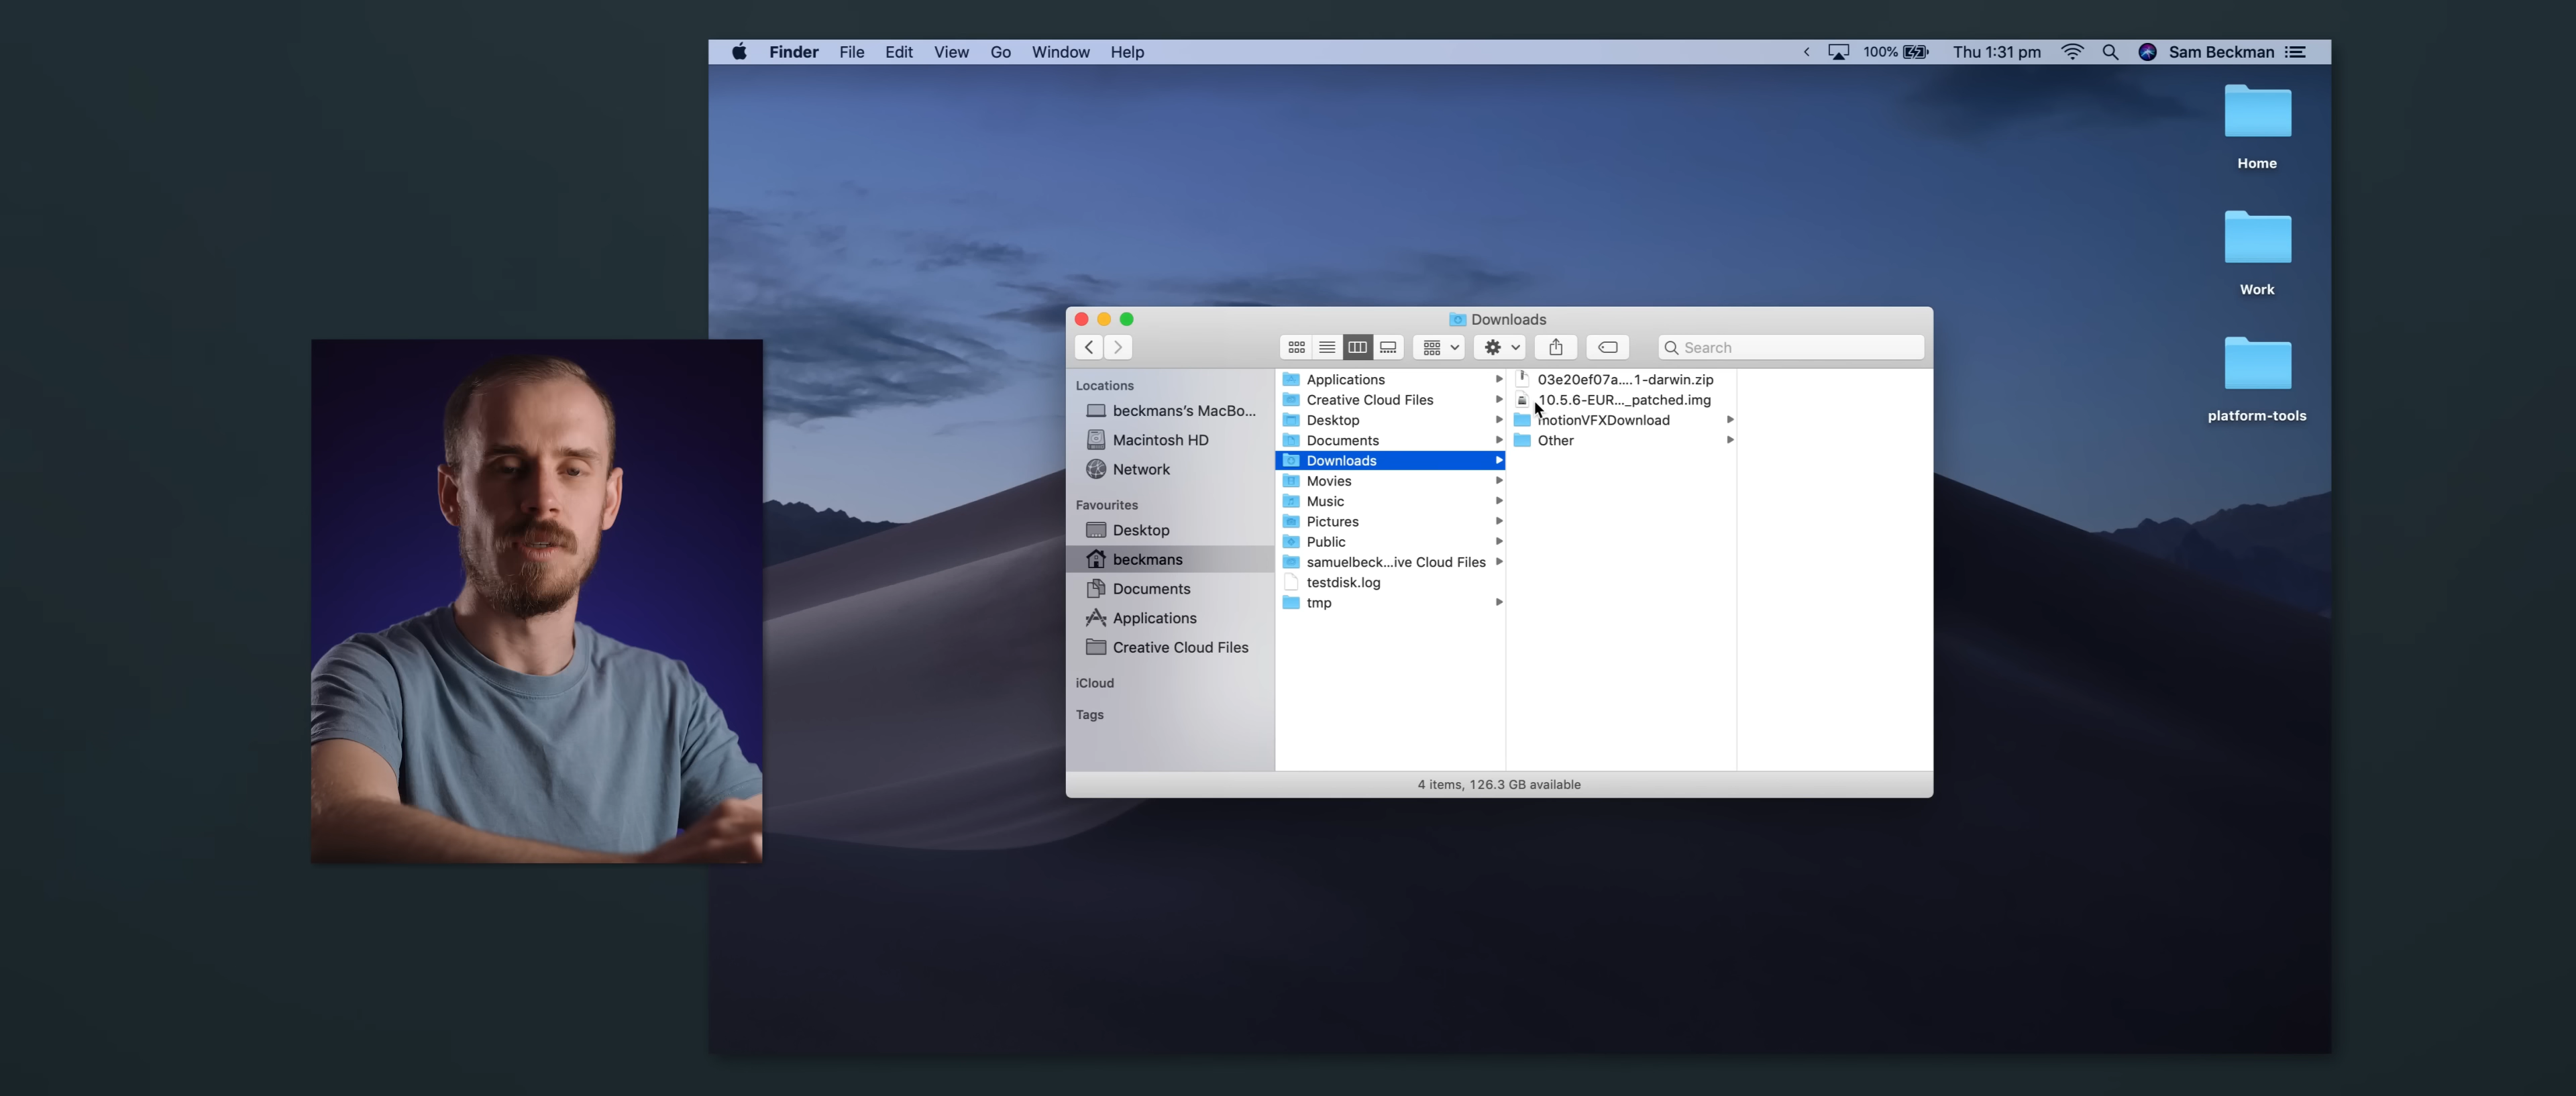 Finder File Edit View Go Window Help
100% Thu 1:31 pm Sam Beckman
Home
Work
platform-tools
Downloads
Search
Locations
beckmans's MacBo...
Macintosh HD
Network
Favourites
Desktop
beckmans
Documents
Applications
Creative Cloud Files
iCloud
Tags
Applications
Creative Cloud Files
Desktop
Documents
Downloads
Movies
Music
Pictures
Public
samuelbeck...ive Cloud Files
testdisk.log
tmp
03e20ef07a....1-darwin.zip
10.5.6-EUR..._patched.img
motionVFXDownload
Other
4 items, 126.3 GB available